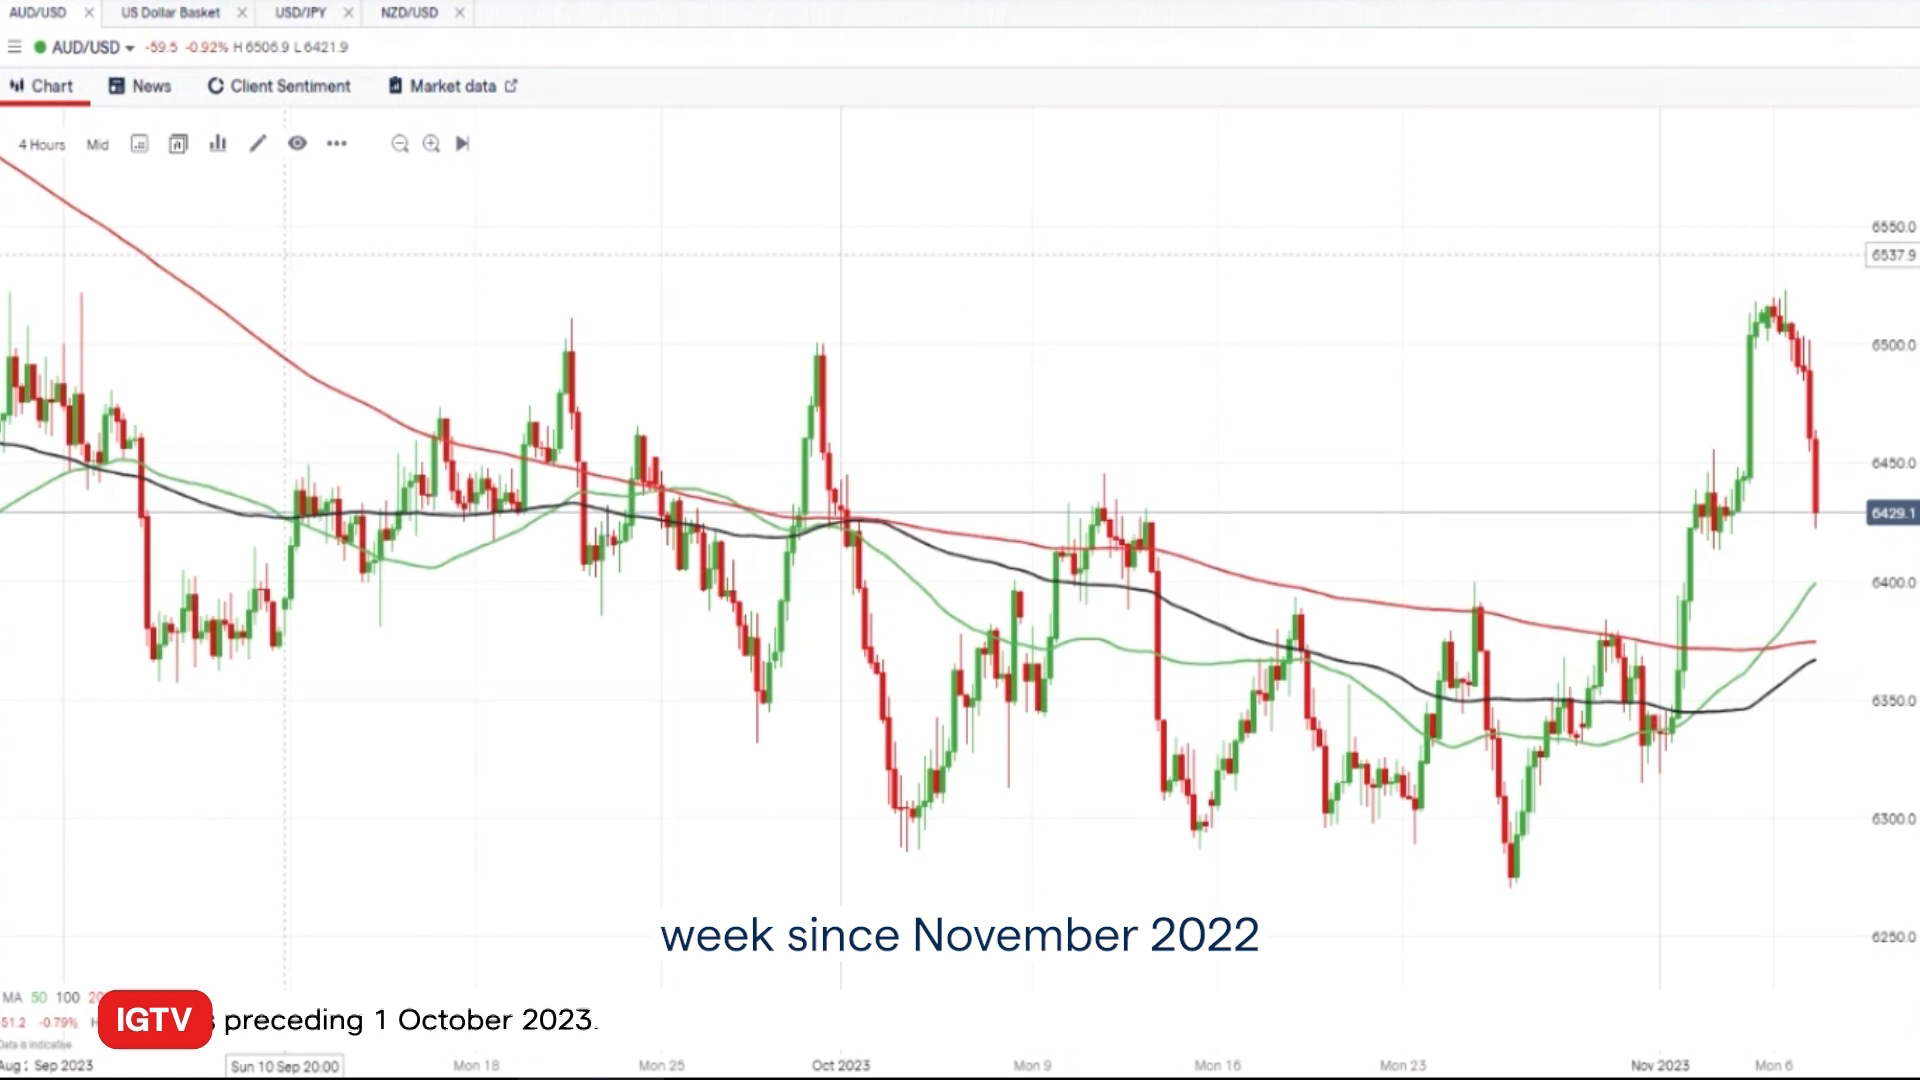 AUD/USD × US Dollar Basket × USD/JPY × NZD/USD ×
AUD/USD -59.5 -0.92% H 6506.9 L 6421.9
Chart News Client Sentiment Market data
4 Hours Mid
6550.0
6537.9
6500.0
6450.0
6429.1
6400.0
6350.0
6300.0
week since November 2022
6250.0
MA 50 100
51.2 -0.79%
IGTV
preceding 1 October 2023.
Data is indicative
Aug Sep 2023 Sun 10 Sep 20:00 Mon 18 Mon 25 Oct 2023 Mon 9 Mon 16 Mon 23 Nov 2023 Mon 6